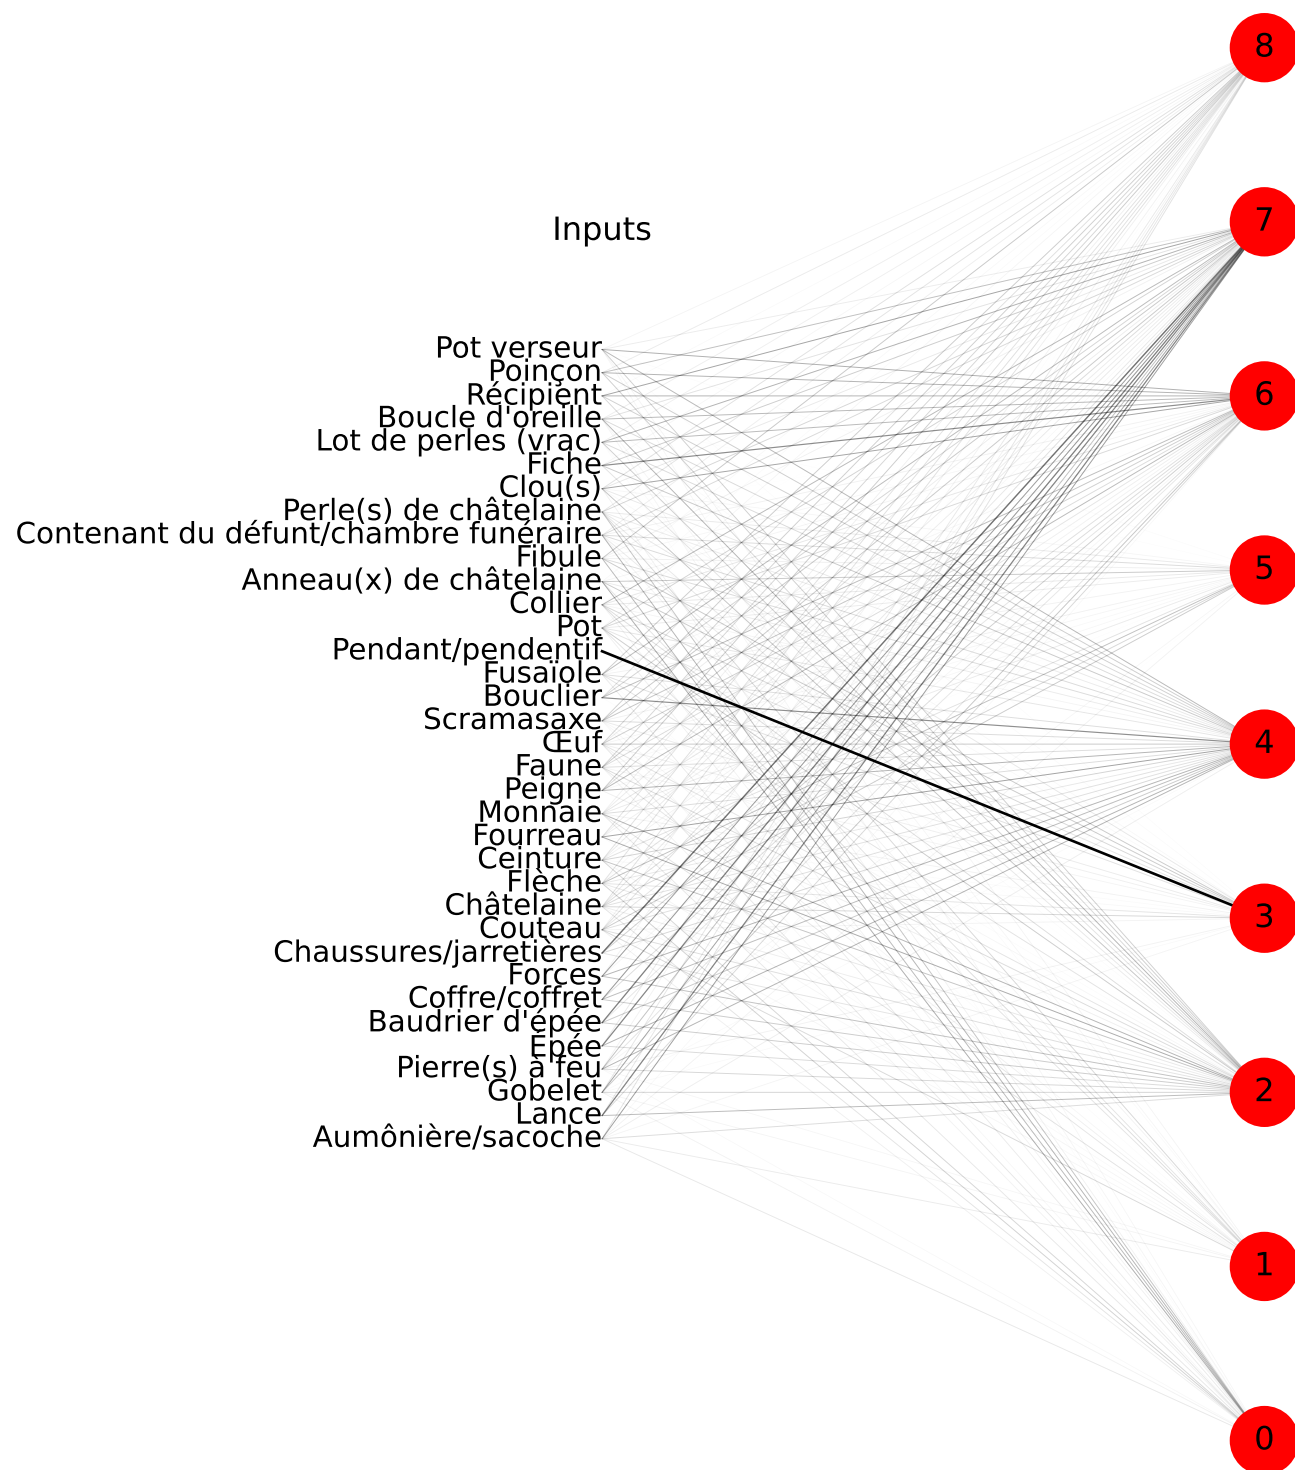 8
7
Inputs
Pot verseur
Poinçon
Récipient
6
Boucle d'oreille
Lot de perles (vrac)
Fiche
Clou(s)
Perle(s) de châtelaine
Contenant du défunt/chambre funéraire
Fibule
5
Anneau(x) de châtelaine
Collier
Pot
Pendant/pendentif
Fusaïole
Bouclier
Scramasaxe
Œuf
4
Faune
Peigne
Monnaie
Fourreau
Ceinture
Flèche
Châtelaine
3
Couteau
Chaussures/jarretières
Forces
Coffre/coffret
Baudrier d'épée
Épée
Pierre(s) à feu
Gobelet
2
Lance
Aumônière/sacoche
1
0